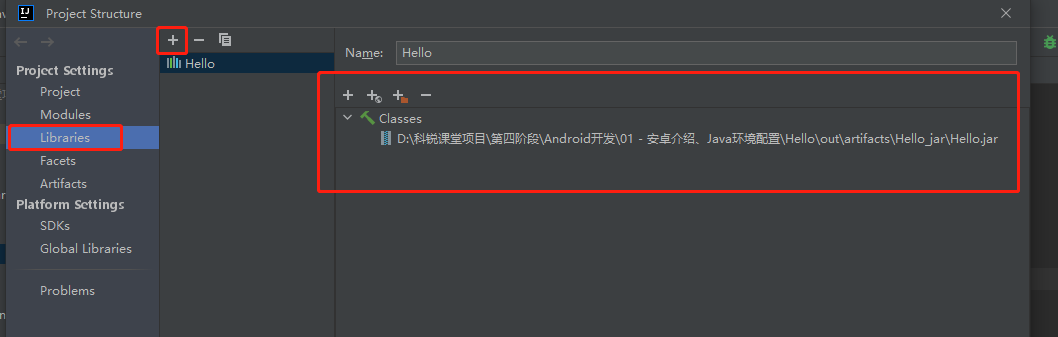 Project Structure
Project Settings
Project
Modules
Libraries
Facets
Artifacts
Platform Settings
SDKs
Global Libraries
Problems
Hello
Name: Hello
Classes
D:\科锐课堂项目\第四阶段\Android开发\01 - 安卓介绍、Java环境配置\Hello\out\artifacts\Hello_jar\Hello.jar